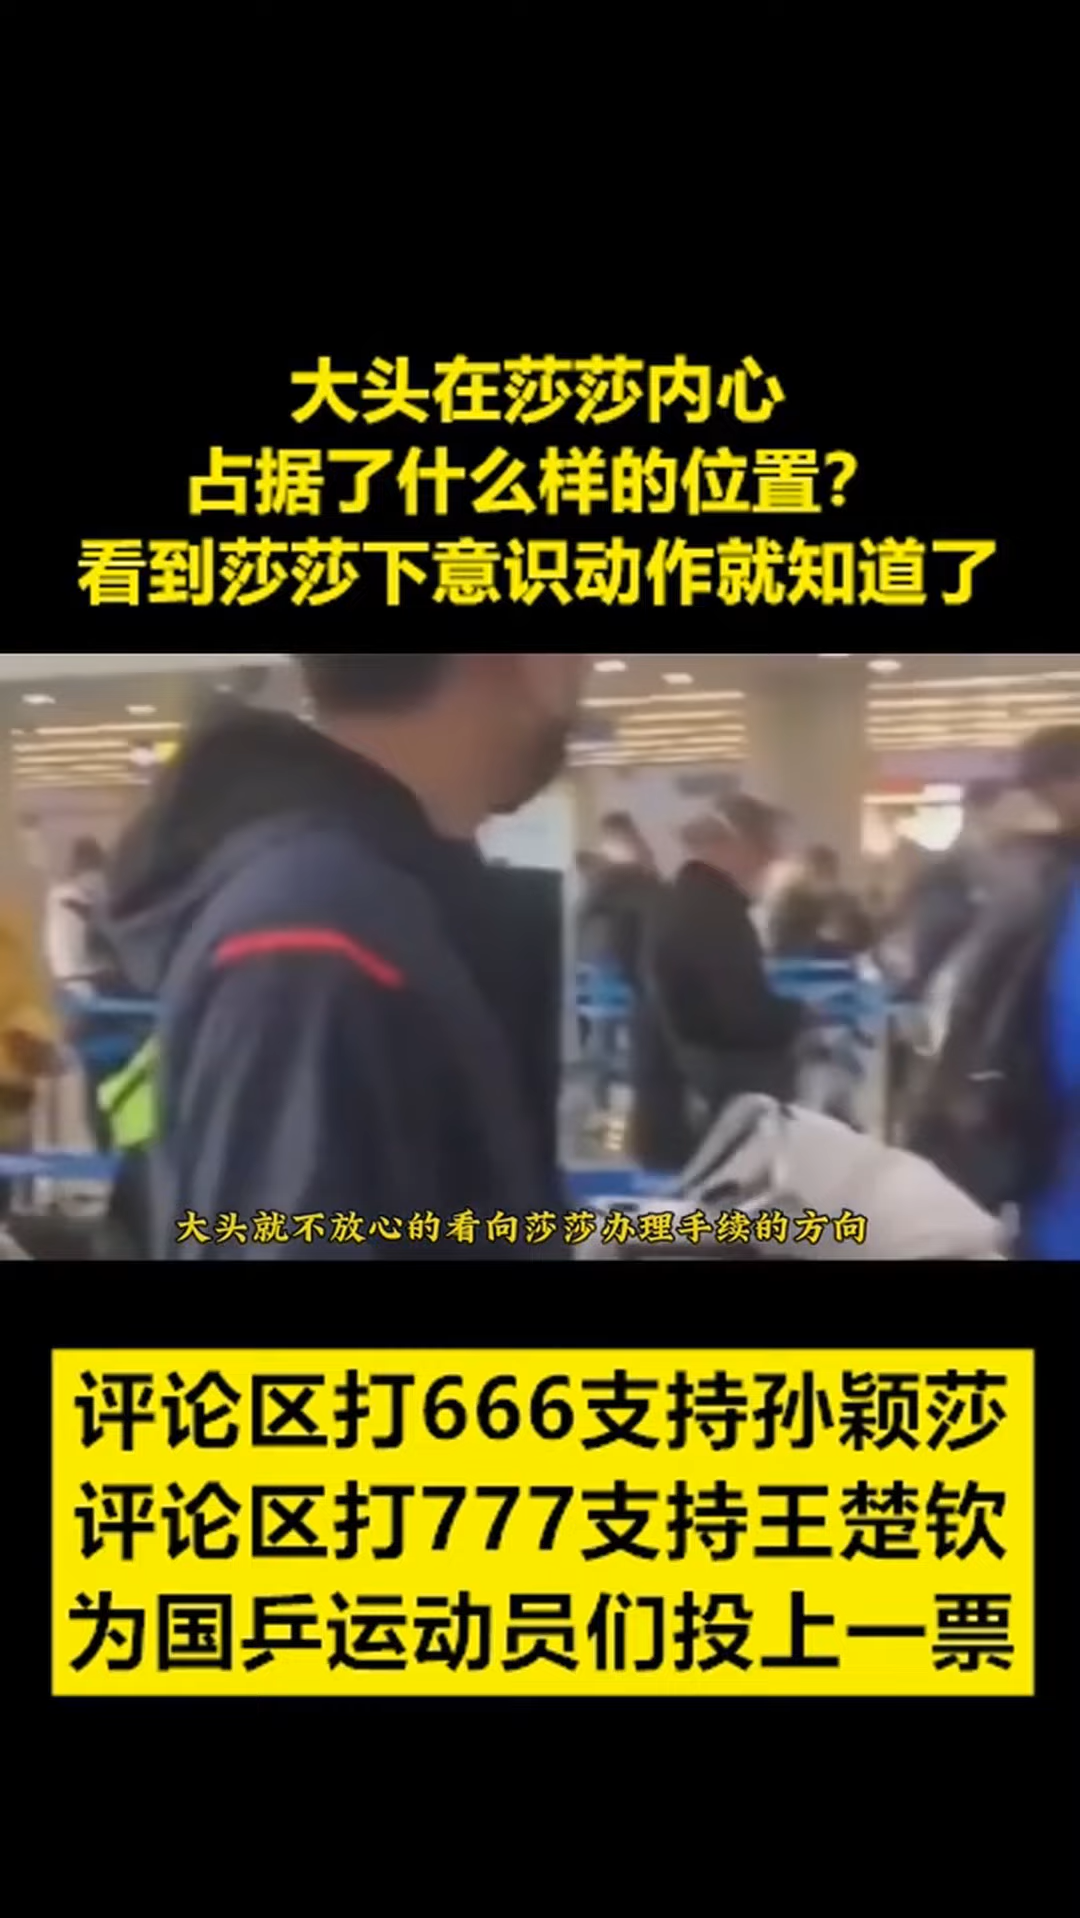 大头在莎莎内心
占据了什么样的位置？
看到莎莎下意识动作就知道了
大头就不放心的看向莎莎办理手续的方向
评论区打666支持孙颖莎
评论区打777支持王楚钦
为国乒运动员们投上一票